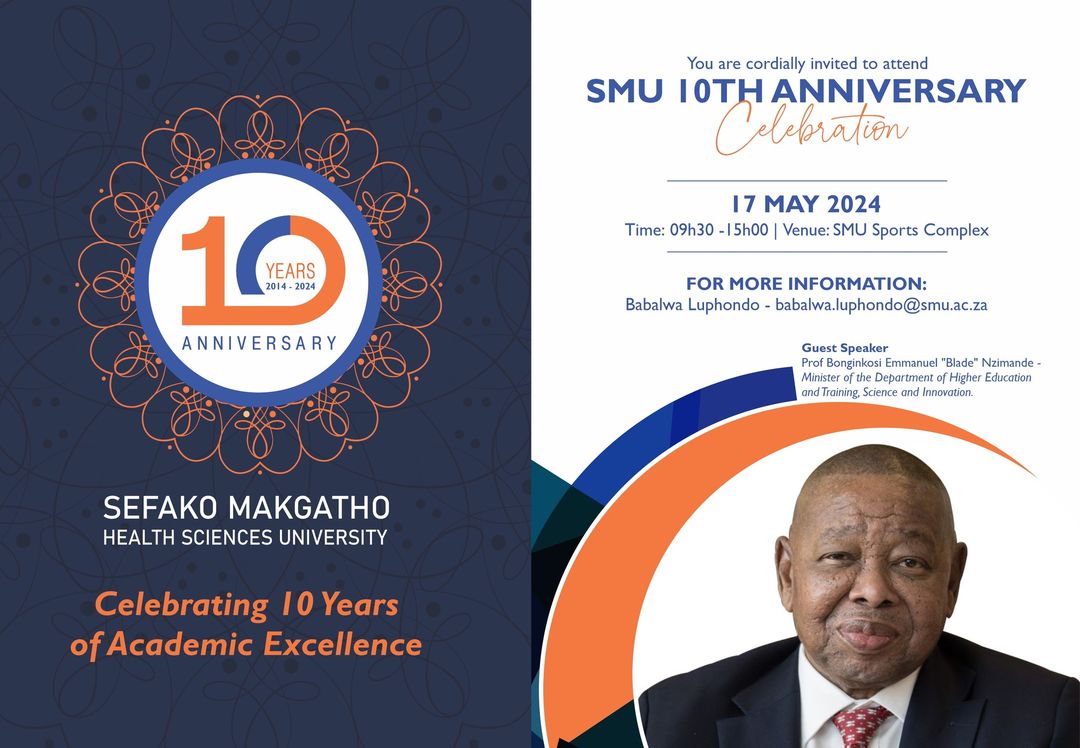 10
YEARS
2014 - 2024
ANNIVERSARY
SEFAKO MAKGATHO
HEALTH SCIENCES UNIVERSITY
Celebrating 10 Years
of Academic Excellence
You are cordially invited to attend
SMU 10TH ANNIVERSARY
Celebration
17 MAY 2024
Time: 09h30 -15h00 | Venue: SMU Sports Complex
FOR MORE INFORMATION:
Babalwa Luphondo - babalwa.luphondo@smu.ac.za
Guest Speaker
Prof Bonginkosi Emmanuel "Blade" Nzimande -
Minister of the Department of Higher Education
and Training, Science and Innovation.